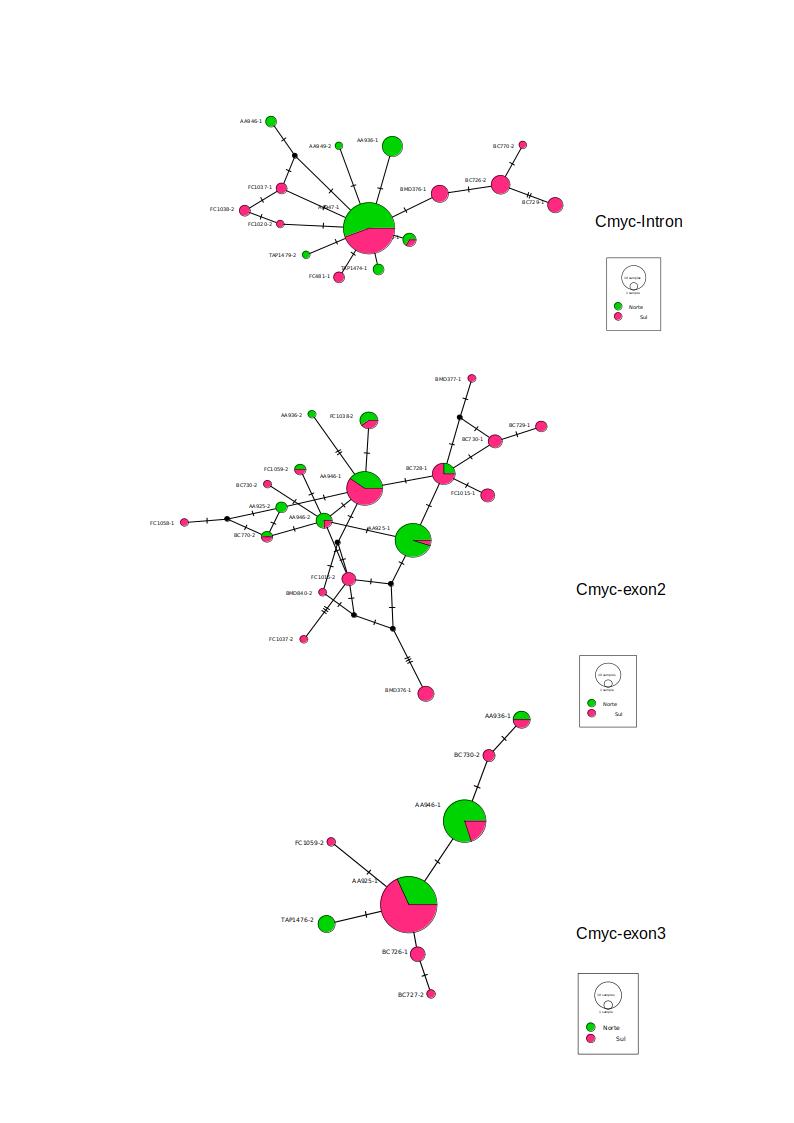 AA946-1
AA949-2
AA936-1
BC770-2
FC1037-1
BMD376-1
BC726-2
BC729-1
FC1038-2
FC1020-2
Cmyc-Intron
TAP1479-2
TAP1474-1
FC481-1
10 samples
1 sample
Norte
Sul
BMD377-1
AA936-2
FC1038-2
BC729-1
BC730-1
FC1059-2
AA946-1
BC728-1
BC730-2
FC1015-1
AA925-2
AA946-2
FC1058-1
AA925-1
BC770-2
BMD840-2
Cmyc-exon2
FC1037-2
10 samples
1 sample
BMD376-1
Norte
Sul
AA936-1
BC730-2
AA946-1
FC1059-2
AA925-1
TAP1476-2
Cmyc-exon3
BC726-1
BC727-2
10 samples
1 sample
Norte
Sul